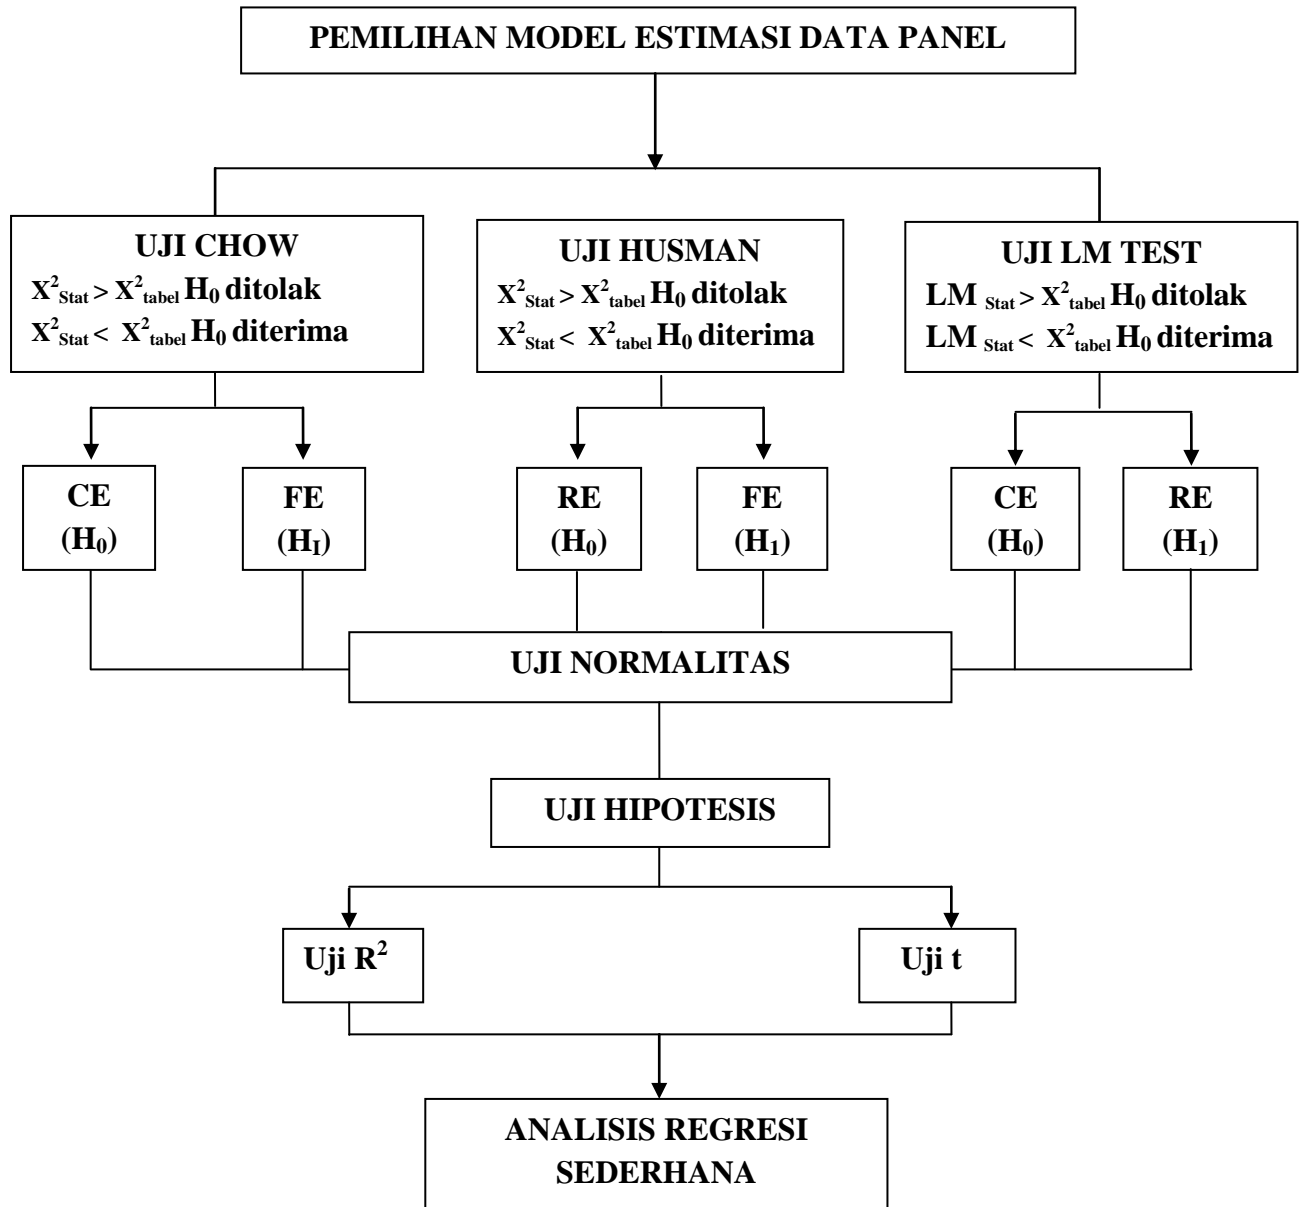 PEMILIHAN MODEL ESTIMASI DATA PANEL
UJI CHOW
X²Stat > X²tabel H₀ ditolak
X²Stat < X²tabel H₀ diterima
UJI HUSMAN
X²Stat > X²tabel H₀ ditolak
X²Stat < X²tabel H₀ diterima
UJI LM TEST
LM Stat > X²tabel H₀ ditolak
LM Stat < X²tabel H₀ diterima
CE
(H₀)
FE
(H_I)
RE
(H₀)
FE
(H₁)
CE
(H₀)
RE
(H₁)
UJI NORMALITAS
UJI HIPOTESIS
Uji R²
Uji t
ANALISIS REGRESI
SEDERHANA